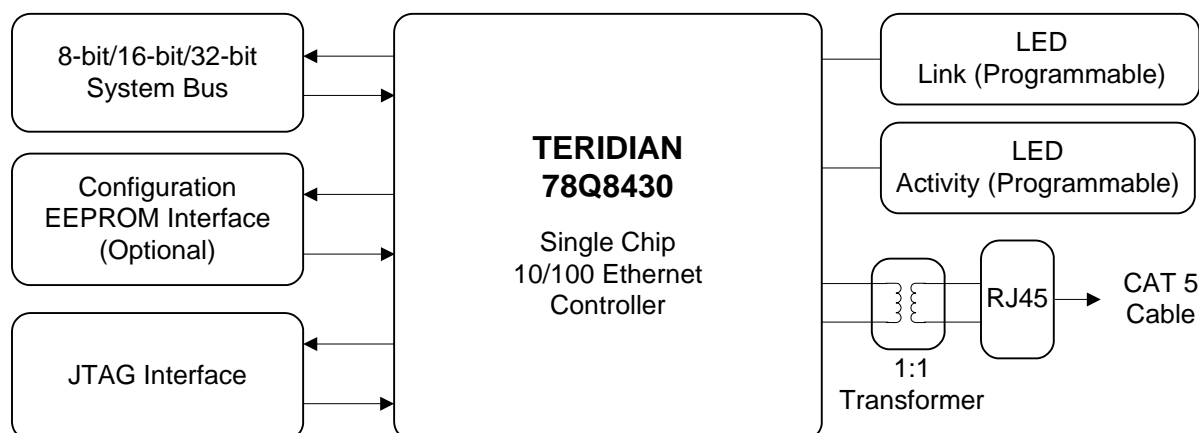 8-bit/16-bit/32-bit
System Bus
Configuration
EEPROM Interface
(Optional)
JTAG Interface
TERIDIAN
78Q8430
Single Chip
10/100 Ethernet
Controller
LED
Link (Programmable)
LED
Activity (Programmable)
RJ45
CAT 5
Cable
1:1
Transformer